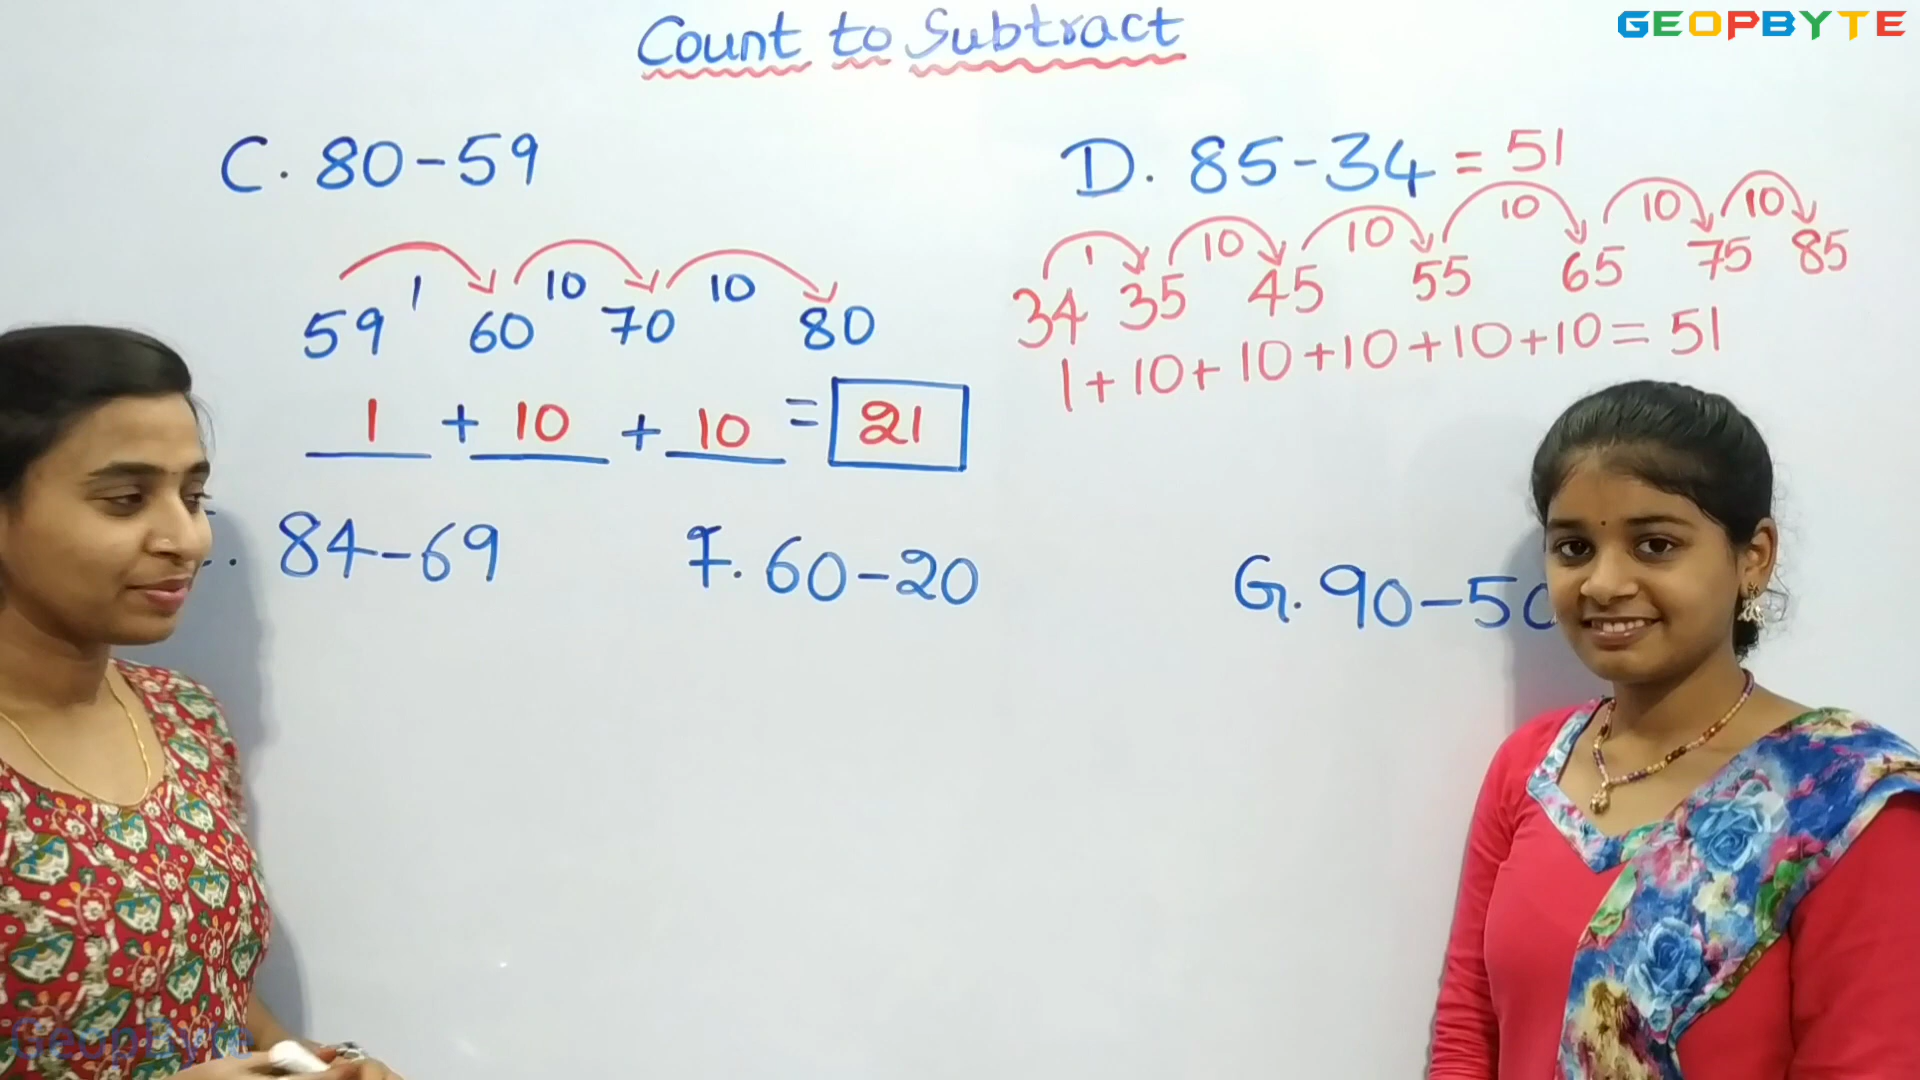 GEOPBYTE
Count to Subtract
C. 80-59
59 1 60 10 70 10 80
1 + 10 + 10 = 21
D. 85-34 = 51
34 1 35 10 45 10 55 10 65 10 75 10 85
1+10+10+10+10+10=51
84-69
F. 60-20
G. 90-50
GeopByte